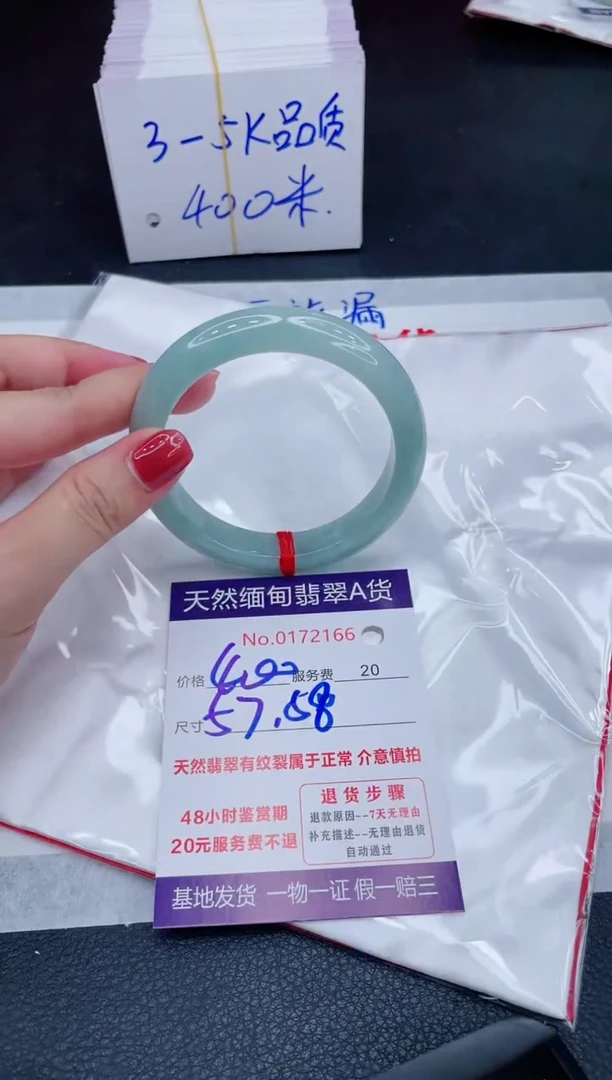 3-5K品质
400米.
漏
天然缅甸翡翠A货
No.0172166
价格 400 服务费 20
尺寸 57.58
天然翡翠有纹裂属于正常 介意慎拍
48小时鉴赏期
20元服务费不退
退货步骤
退款原因--7天无理由
补充描述--无理由退货
自动通过
基地发货 一物一证 假一赔三